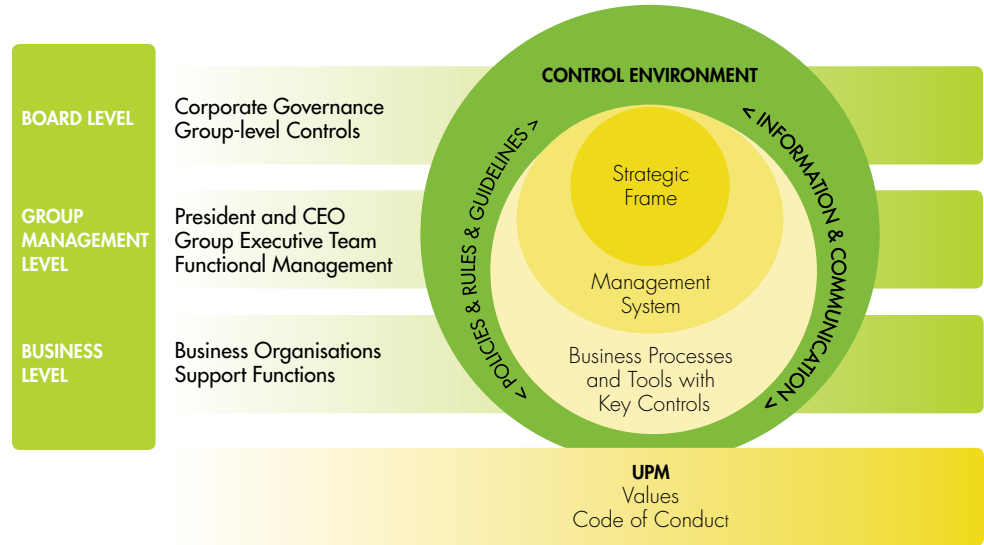 CONTROL ENVIRONMENT
BOARD LEVEL
Corporate Governance
Group-level Controls
< POLICIES & RULES & GUIDELINES >
< INFORMATION & COMMUNICATION >
Strategic
Frame
GROUP
MANAGEMENT
LEVEL
President and CEO
Group Executive Team
Functional Management
Management
System
BUSINESS
LEVEL
Business Organisations
Support Functions
Business Processes
and Tools with
Key Controls
UPM
Values
Code of Conduct